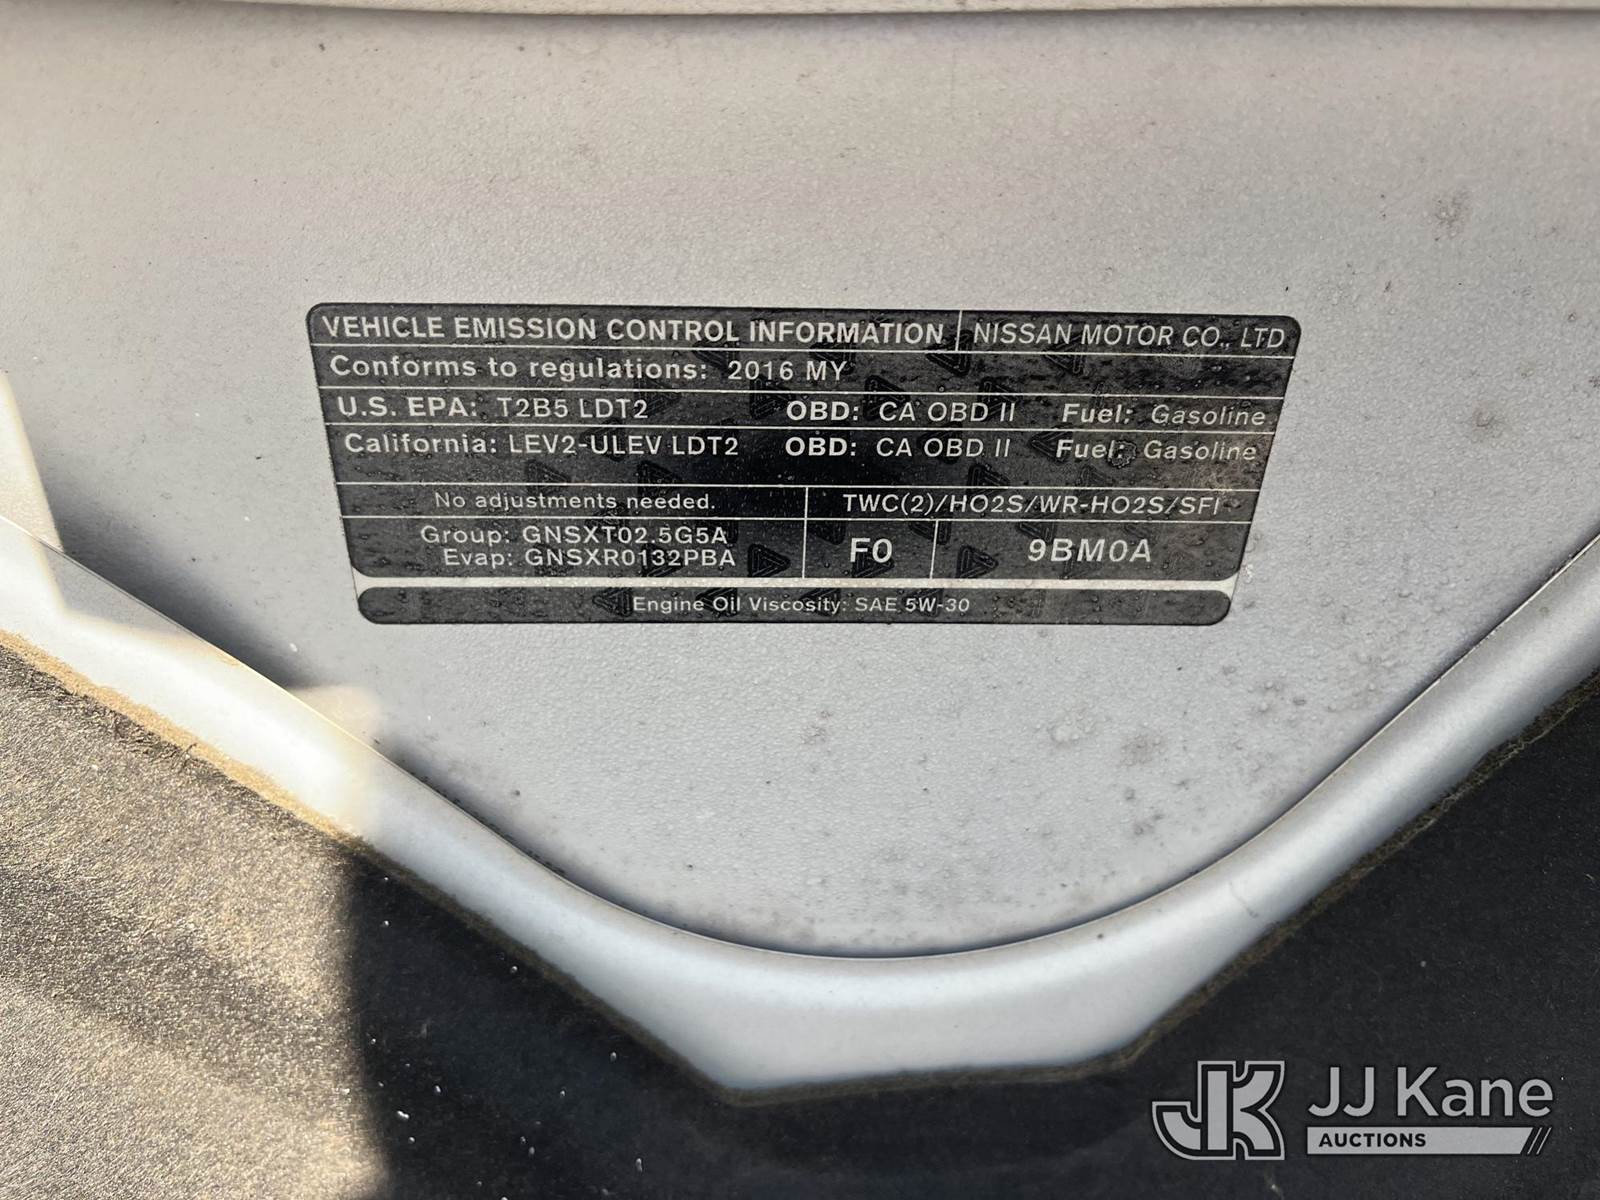 VEHICLE EMISSION CONTROL INFORMATION NISSAN MOTOR CO., LTD
Conforms to regulations: 2016 MY
U.S. EPA: T2B5 LDT2 OBD: CA OBD II Fuel: Gasoline
California: LEV2-ULEV LDT2 OBD: CA OBD II Fuel: Gasoline
No adjustments needed. TWC(2)/HO2S/WR-HO2S/SFI
Group: GNSXT02.5G5A
Evap: GNSXR0132PBA
F0 9BM0A
Engine Oil Viscosity: SAE 5W-30
JK JJ Kane
AUCTIONS